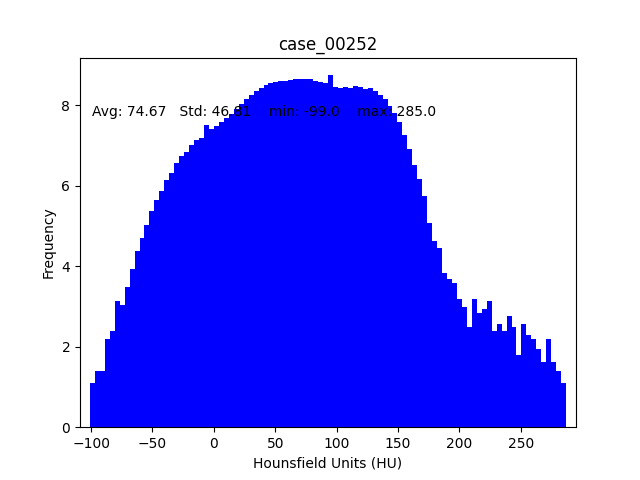 case_00252
Avg: 74.67 Std: 46.81 min: -99.0 max: 285.0
Frequency
8
6
4
2
0
−100 −50 0 50 100 150 200 250
Hounsfield Units (HU)